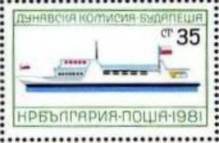 ДУНАВСКА КОМИСИЯ-БУДАПЕЩА
СТ 35
НРБЪЛГАРИЯ-ПОЩА-1981